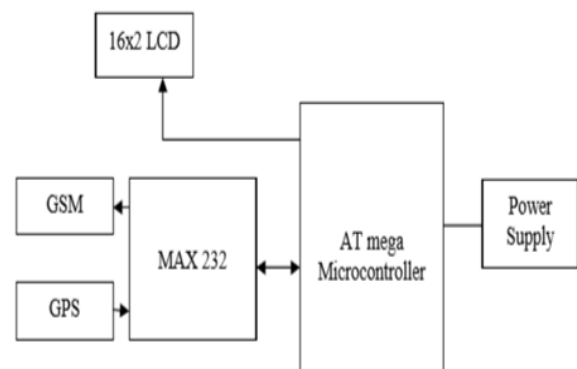 16x2 LCD
GSM
MAX 232
GPS
AT mega
Microcontroller
Power
Supply